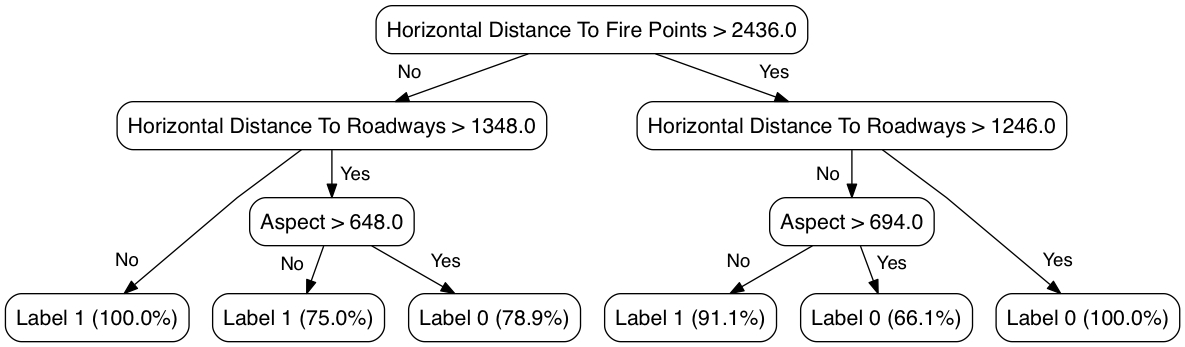 Horizontal Distance To Fire Points > 2436.0
No
Yes
Horizontal Distance To Roadways > 1348.0
Horizontal Distance To Roadways > 1246.0
Yes
No
Aspect > 648.0
Aspect > 694.0
No
No
Yes
No
Yes
Yes
Label 1 (100.0%)
Label 1 (75.0%)
Label 0 (78.9%)
Label 1 (91.1%)
Label 0 (66.1%)
Label 0 (100.0%)